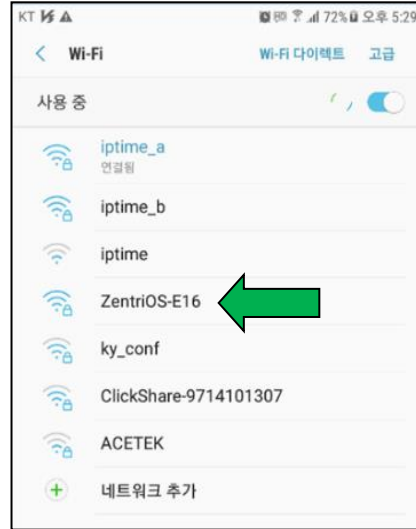 KT 72% 오후 5:29
Wi-Fi Wi-Fi 다이렉트 고급
사용 중
iptime_a
연결됨
iptime_b
iptime
ZentriOS-E16
ky_conf
ClickShare-9714101307
ACETEK
네트워크 추가